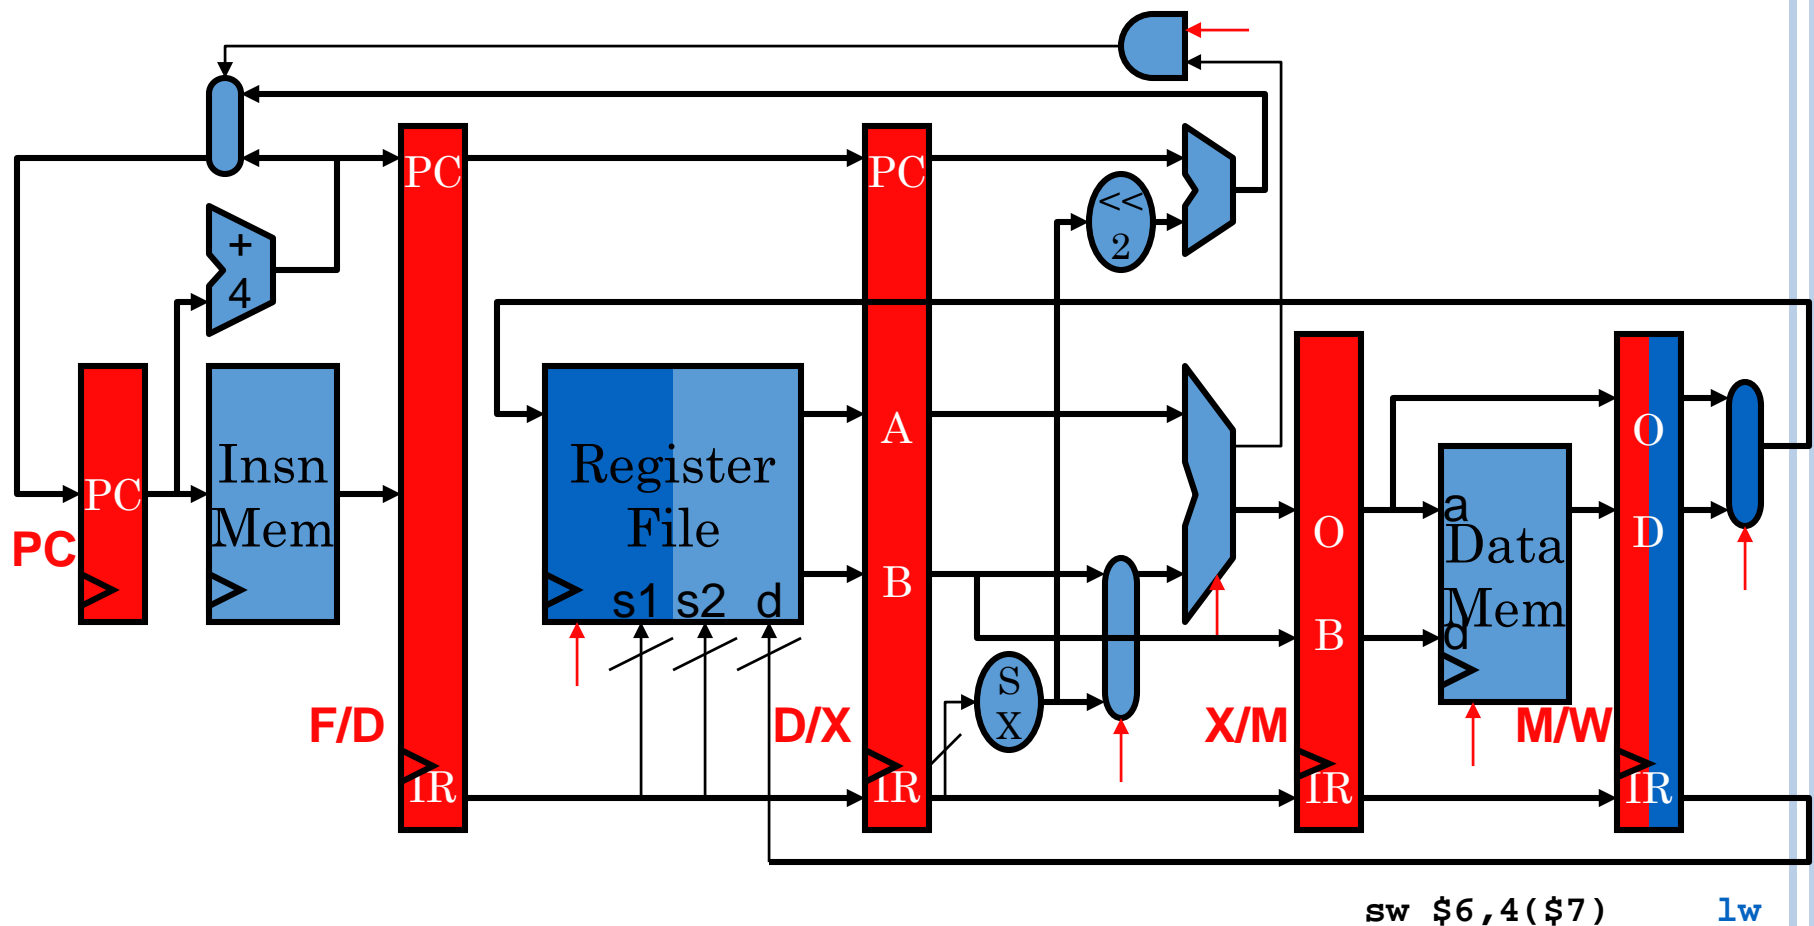 <<
2
+
4
PC
PC
PC
PC
Insn
Mem
Register
File
s1 s2 d
A
B
S
X
O
B
a
Data
Mem
d
O
D
F/D
D/X
X/M
M/W
IR
IR
IR
IR
sw $6,4($7)
lw